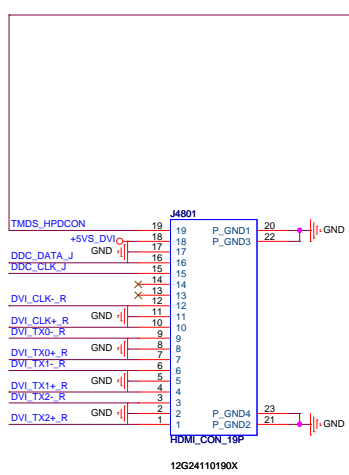 J4801
TMDS_HPDCON 19 19 P_GND1 20 GND
+5VS_DVI 18 18 P_GND3 22
GND 17 17
DDC_DATA_J 16 16
DDC_CLK_J 15 15
14 14
13 13
DVI_CLK-_R 12 12
GND 11 11
DVI_CLK+_R 10 10
DVI_TX0-_R 9 9
GND 8 8
DVI_TX0+_R 7 7
DVI_TX1-_R 6 6
GND 5 5
DVI_TX1+_R 4 4
DVI_TX2-_R 3 3
GND 2 2 P_GND4 23
DVI_TX2+_R 1 1 P_GND2 21 GND
HDMI_CON_19P
12G24110190X